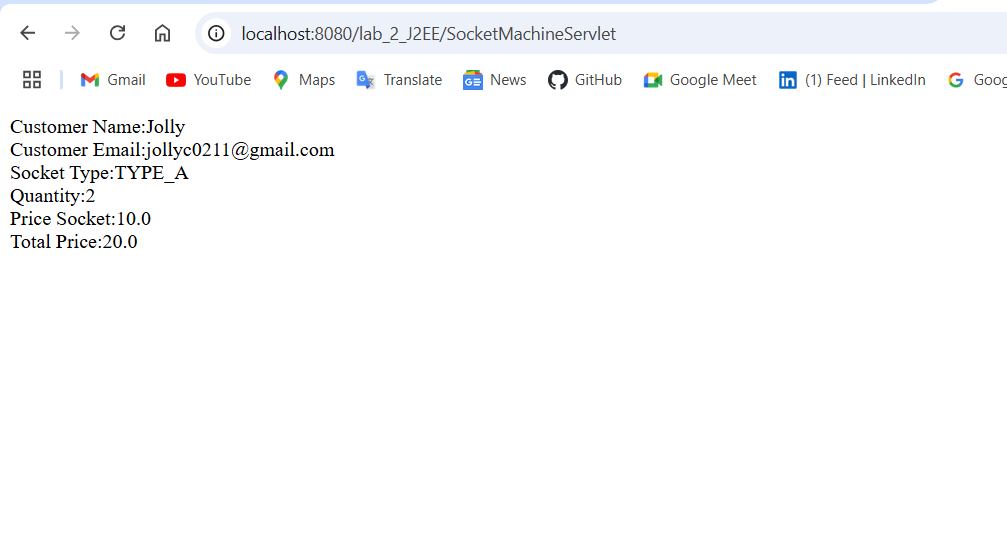 localhost:8080/lab_2_J2EE/SocketMachineServlet
Gmail YouTube Maps Translate News GitHub Google Meet (1) Feed | LinkedIn
Customer Name:Jolly
Customer Email:jollyc0211@gmail.com
Socket Type:TYPE_A
Quantity:2
Price Socket:10.0
Total Price:20.0